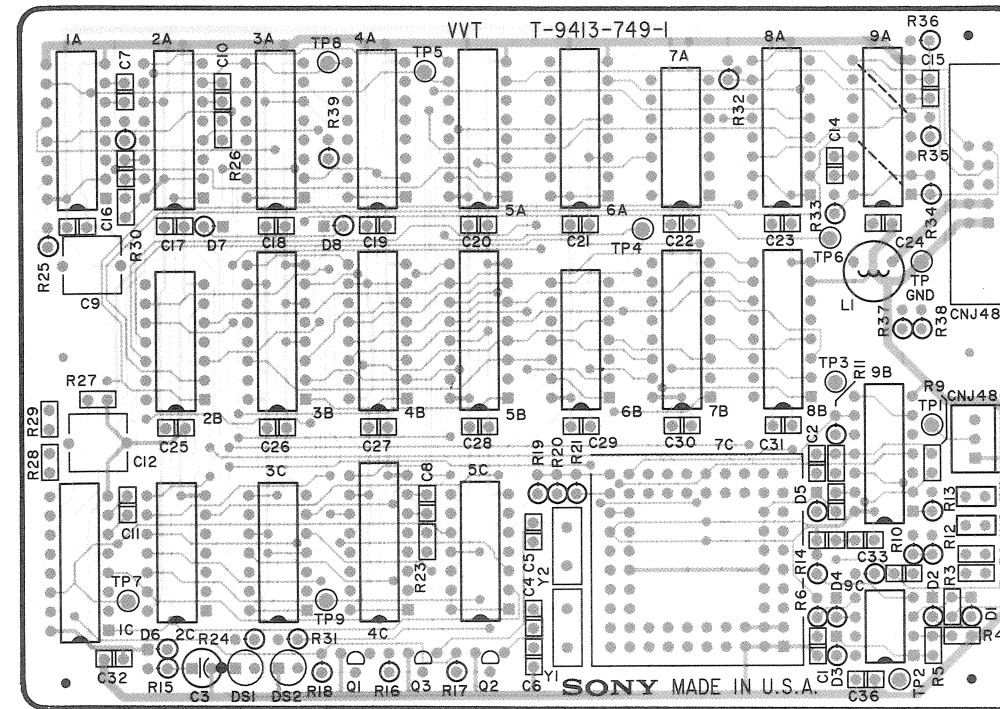 VVT T-9413-749-1
R36
1A 2A 3A 4A 8A 9A
TP8 TP5 7A
C7 C10 C15
R39 R32
C14
R26 R35
C16 R33 R34
5A 6A
C17 D7 C18 D8 C19 C20 C21 C22 C23 C24
R25 R30 TP4 TP6 TP
GND
C9 L1 CNJ48
R37 R38
TP3 R11 9B R9 CNJ48
R27 TP1
R29 2B 3B 4B 5B 6B 7B 8B
C25 C26 C27 C28 C29 C30 C31 C2
R28 C12 7C
3C C8 5C R19 R20 R21
D5 R13
C11 R12
C33 R10
R23 C5 Y2 R14
TP7 TP9 C4 R6 D4 9C D2 R3
1C D6 2C R24 R31 4C D1
R4
C32 R15 C3 DS1 DS2 R18 Q1 R16 Q3 R17 Q2 C6 Y1 C1 D3 C36 TP2 R5
SONY MADE IN U.S.A.